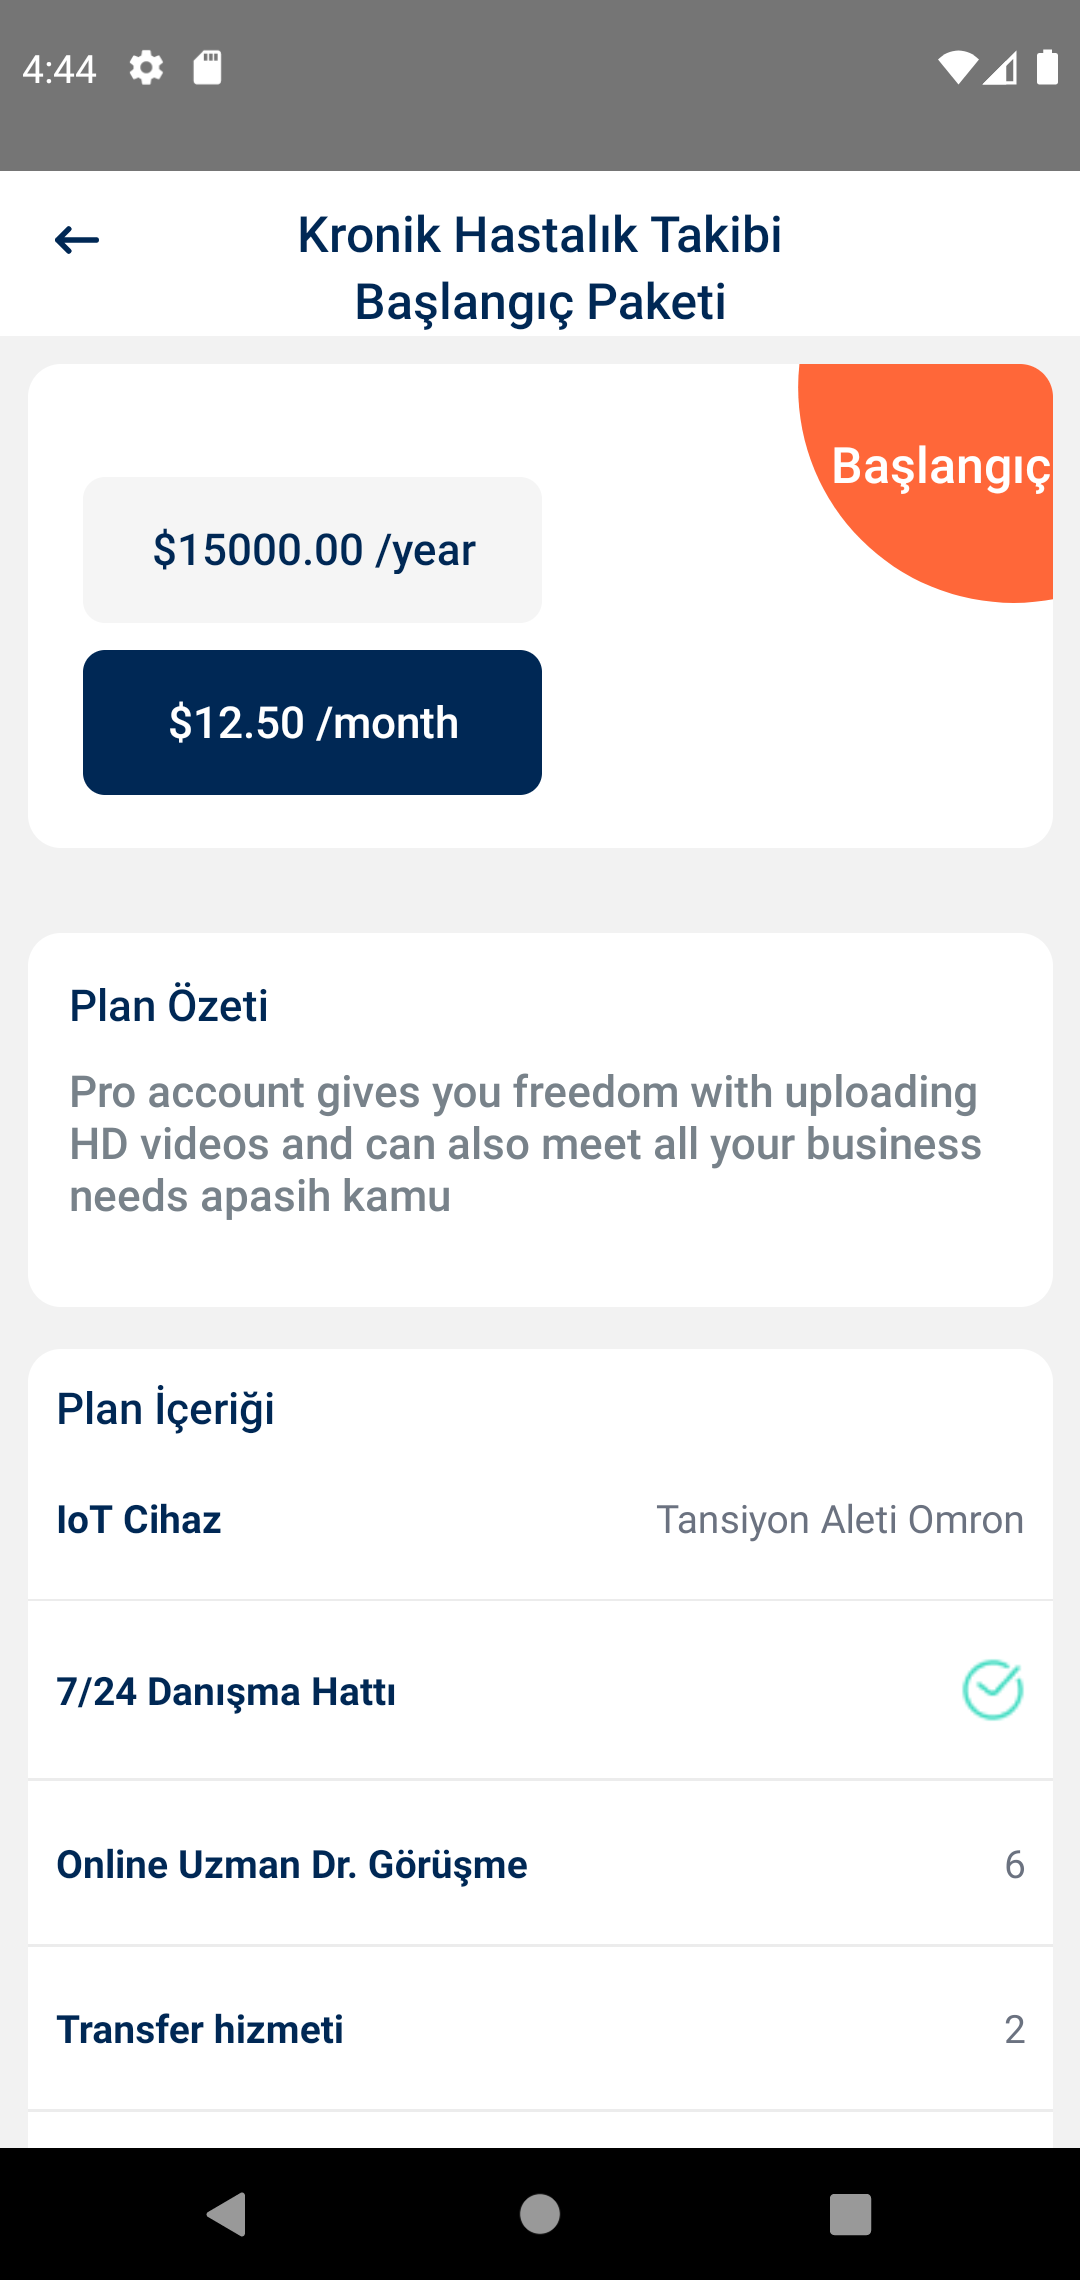 4:44
Kronik Hastalık Takibi
Başlangıç Paketi
Başlangıç
$15000.00 /year
$12.50 /month
Plan Özeti
Pro account gives you freedom with uploading
HD videos and can also meet all your business
needs apasih kamu
Plan İçeriği
IoT Cihaz Tansiyon Aleti Omron
7/24 Danışma Hattı
Online Uzman Dr. Görüşme 6
Transfer hizmeti 2